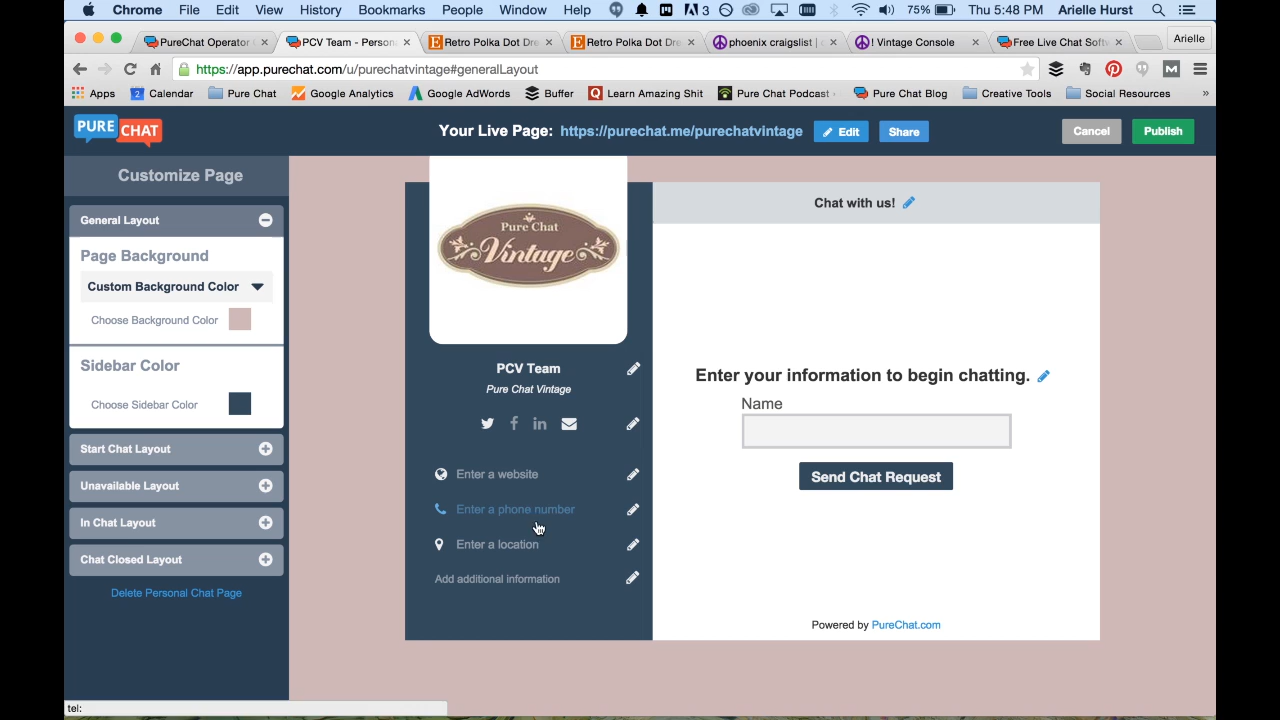 Chrome File Edit View History Bookmarks People Window Help 3 75% Thu 5:48 PM Arielle Hurst
PureChat Operator PCV Team - Person Retro Polka Dot Dre Retro Polka Dot Dre phoenix craigslist | c ! Vintage Console Free Live Chat Softw Arielle
https://app.purechat.com/u/purechatvintage#generalLayout
Apps 2 Calendar Pure Chat Google Analytics Google AdWords Buffer Learn Amazing Shit Pure Chat Podcast Pure Chat Blog Creative Tools Social Resources »
PURE CHAT
Your Live Page: https://purechat.me/purechatvintage Edit Share Cancel Publish
Customize Page
General Layout
Page Background
Custom Background Color
Choose Background Color
Sidebar Color
Choose Sidebar Color
Start Chat Layout
Unavailable Layout
In Chat Layout
Chat Closed Layout
Delete Personal Chat Page
Pure Chat
Vintage
PCV Team
Pure Chat Vintage
Enter a website
Enter a phone number
Enter a location
Add additional information
Chat with us!
Enter your information to begin chatting.
Name
Send Chat Request
Powered by PureChat.com
tel: